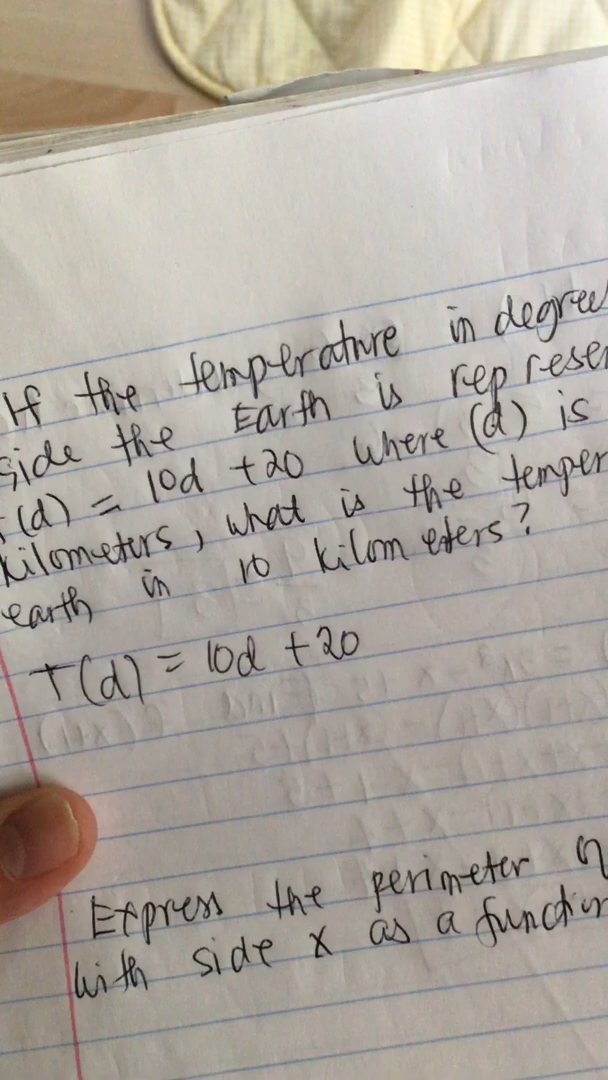 If the temperature in degree
side the Earth is represen
(d) = 10d +20 where (d) is
kilometers, what is the temper
earth in 10 kilometers?
T(d) = 10d +20
Express the perimeter
with side x as a function